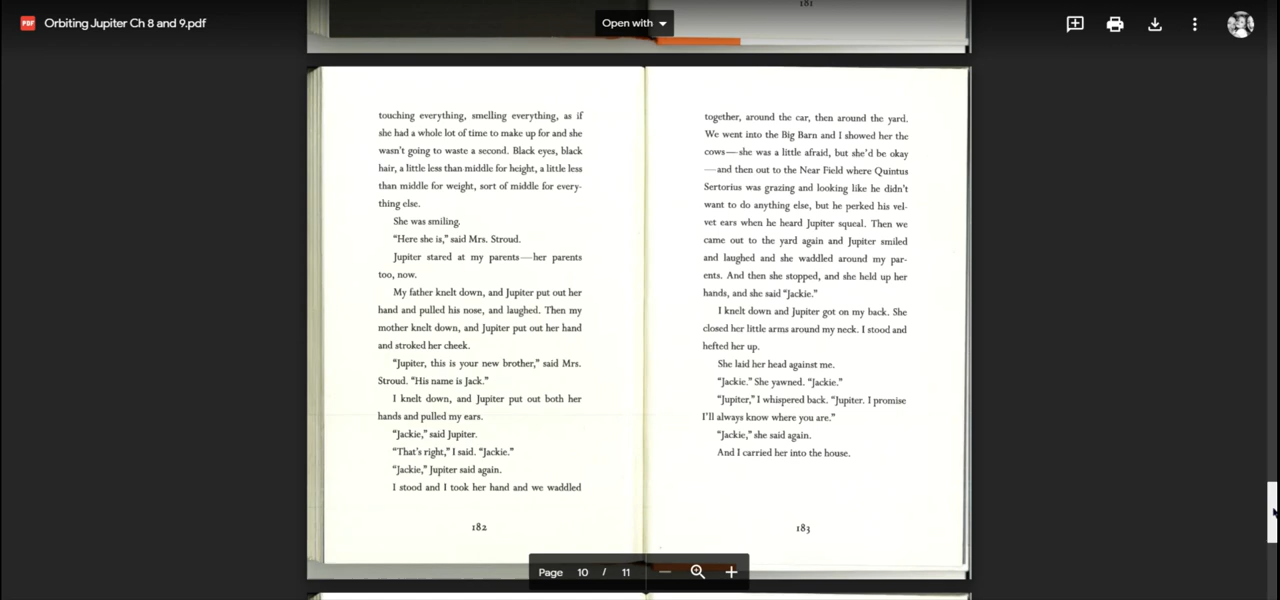 PDF
Orbiting Jupiter Ch 8 and 9.pdf
Open with
181
touching everything, smelling everything, as if
she had a whole lot of time to make up for and she
wasn't going to waste a second. Black eyes, black
hair, a little less than middle for height, a little less
than middle for weight, sort of middle for every-
thing else.
She was smiling.
“Here she is,” said Mrs. Stroud.
Jupiter stared at my parents—her parents
too, now.
My father knelt down, and Jupiter put out her
hand and pulled his nose, and laughed. Then my
mother knelt down, and Jupiter put out her hand
and stroked her cheek.
“Jupiter, this is your new brother,” said Mrs.
Stroud. “His name is Jack.”
I knelt down, and Jupiter put out both her
hands and pulled my ears.
“Jackie,” said Jupiter.
“That’s right,” I said. “Jackie.”
“Jackie,” Jupiter said again.
I stood and I took her hand and we waddled
182
together, around the car, then around the yard.
We went into the Big Barn and I showed her the
cows—she was a little afraid, but she’d be okay
—and then out to the Near Field where Quintus
Sertorius was grazing and looking like he didn’t
want to do anything else, but he perked his vel-
vet ears when he heard Jupiter squeal. Then we
came out to the yard again and Jupiter smiled
and laughed and she waddled around my par-
ents. And then she stopped, and she held up her
hands, and she said “Jackie.”
I knelt down and Jupiter got on my back. She
closed her little arms around my neck. I stood and
hefted her up.
She laid her head against me.
“Jackie.” She yawned. “Jackie.”
“Jupiter,” I whispered back. “Jupiter. I promise
I’ll always know where you are.”
“Jackie,” she said again.
And I carried her into the house.
183
Page 10 / 11